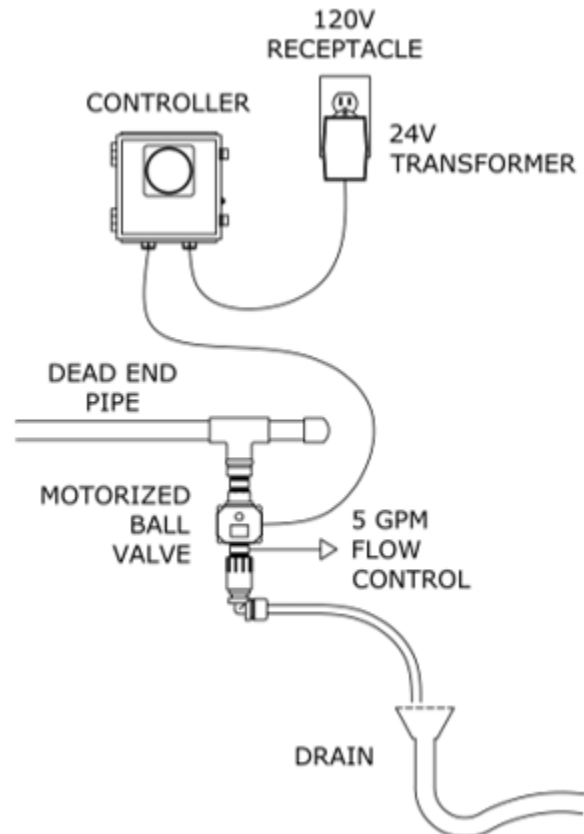 120V
RECEPTACLE
CONTROLLER
24V
TRANSFORMER
DEAD END
PIPE
MOTORIZED
BALL
VALVE
5 GPM
FLOW
CONTROL
DRAIN